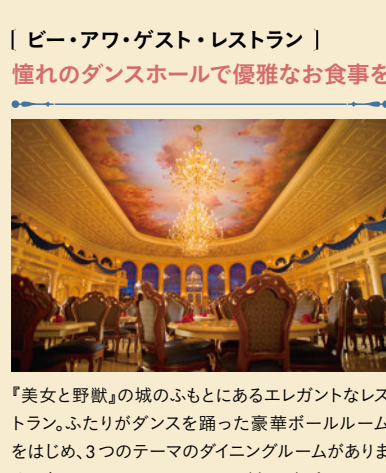 [ ビー・アワ・ゲスト・レストラン ]
憧れのダンスホールで優雅なお食事を
『美女と野獣』の城のふもとにあるエレガントなレス
トラン。ふたりがダンスを踊った豪華ボールルーム
をはじめ、3つのテーマのダイニングルームがありま